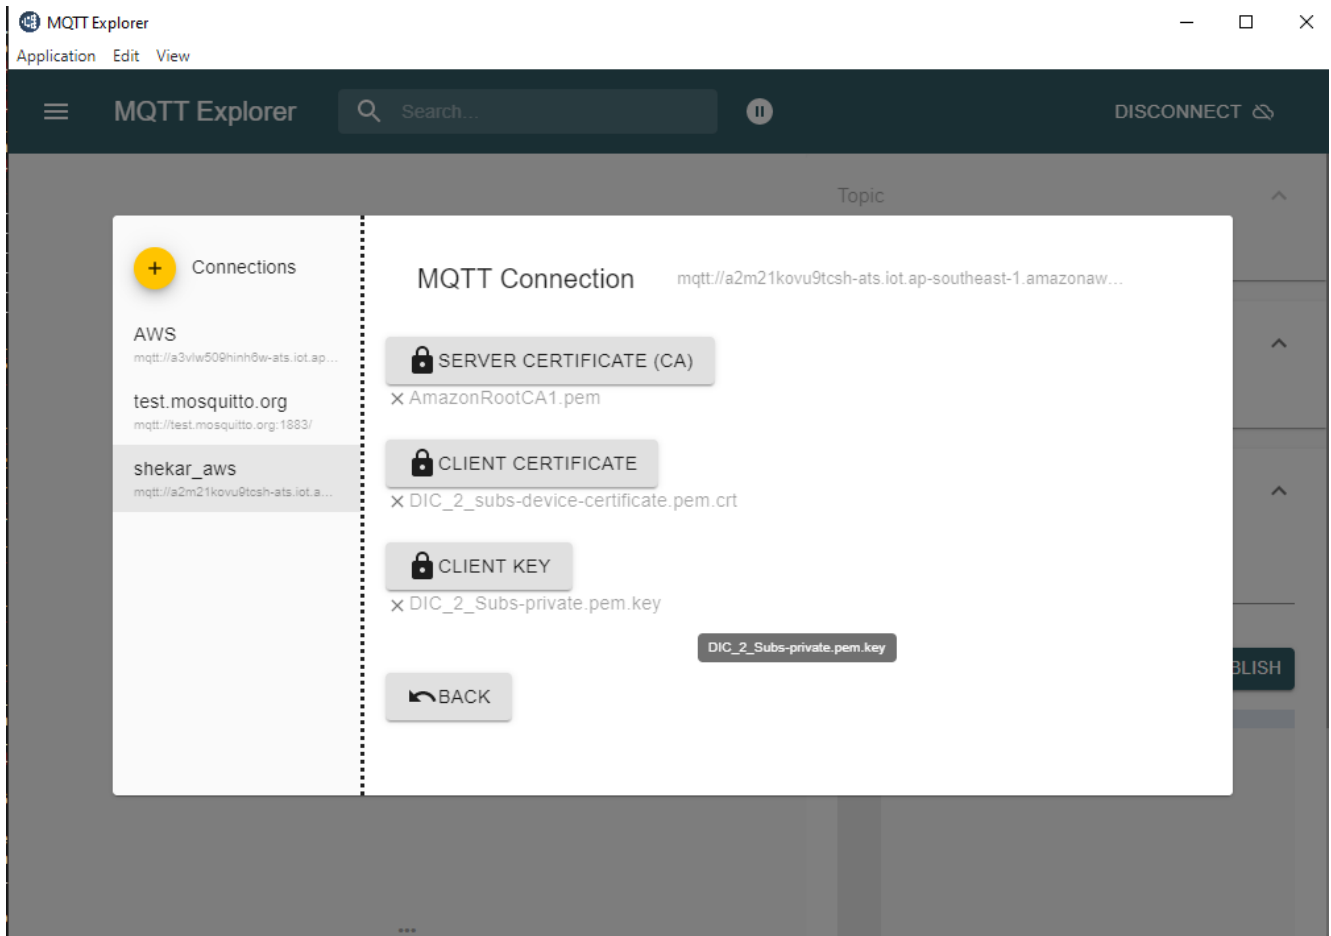 MQTT Explorer
Application Edit View
MQTT Explorer
Search...
DISCONNECT
Topic
Connections
MQTT Connection
mqtt://a2m21kovu9tcsh-ats.iot.ap-southeast-1.amazonaw...
AWS
mqtt://a3vlw509hinh6w-ats.iot.ap...
test.mosquitto.org
mqtt://test.mosquitto.org:1883/
shekar_aws
mqtt://a2m21kovu9tcsh-ats.iot.a...
SERVER CERTIFICATE (CA)
AmazonRootCA1.pem
CLIENT CERTIFICATE
DIC_2_subs-device-certificate.pem.crt
CLIENT KEY
DIC_2_Subs-private.pem.key
DIC_2_Subs-private.pem.key
BACK
BLISH